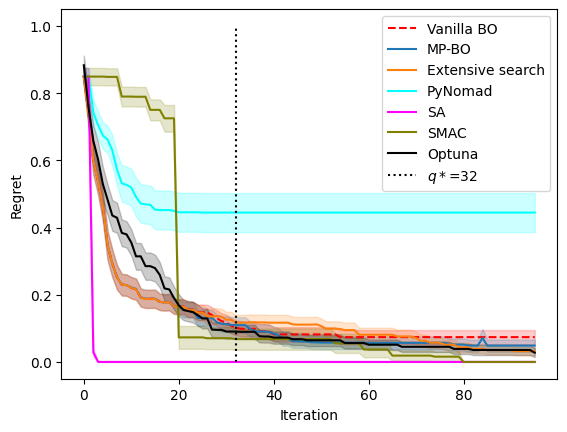 1.0
0.8
0.6
0.4
0.2
0.0
Regret
0
20
40
60
80
Iteration
Vanilla BO
MP-BO
Extensive search
PyNomad
SA
SMAC
Optuna
q*=32